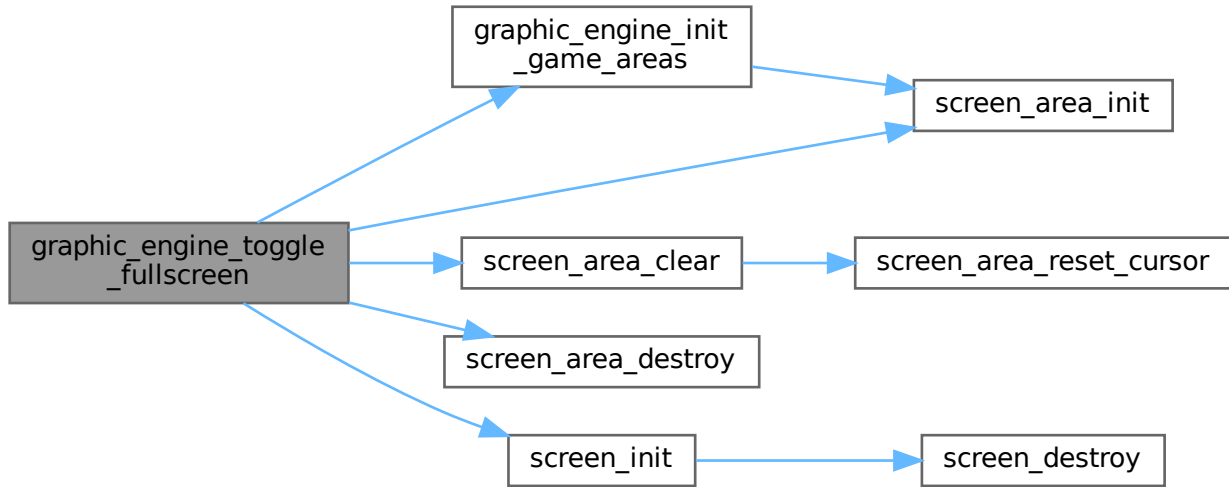 graphic_engine_init
_game_areas
screen_area_init
graphic_engine_toggle
_fullscreen
screen_area_clear
screen_area_reset_cursor
screen_area_destroy
screen_init
screen_destroy